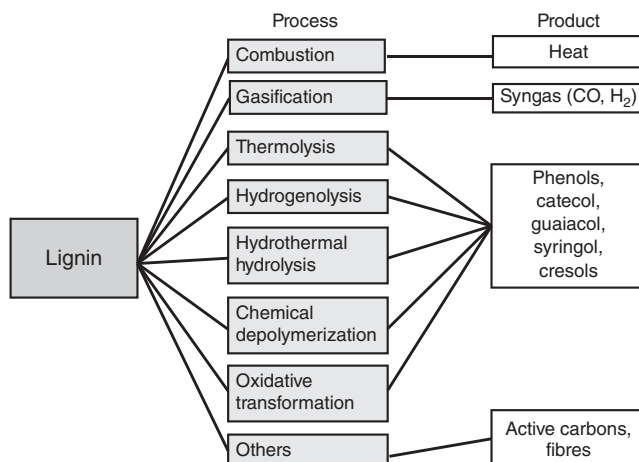 Process
Product
Combustion
Heat
Gasification
Syngas (CO, H₂)
Thermolysis
Hydrogenolysis
Hydrothermal
hydrolysis
Chemical
depolymerization
Oxidative
transformation
Others
Lignin
Phenols,
catecol,
guaiacol,
syringol,
cresols
Active carbons,
fibres